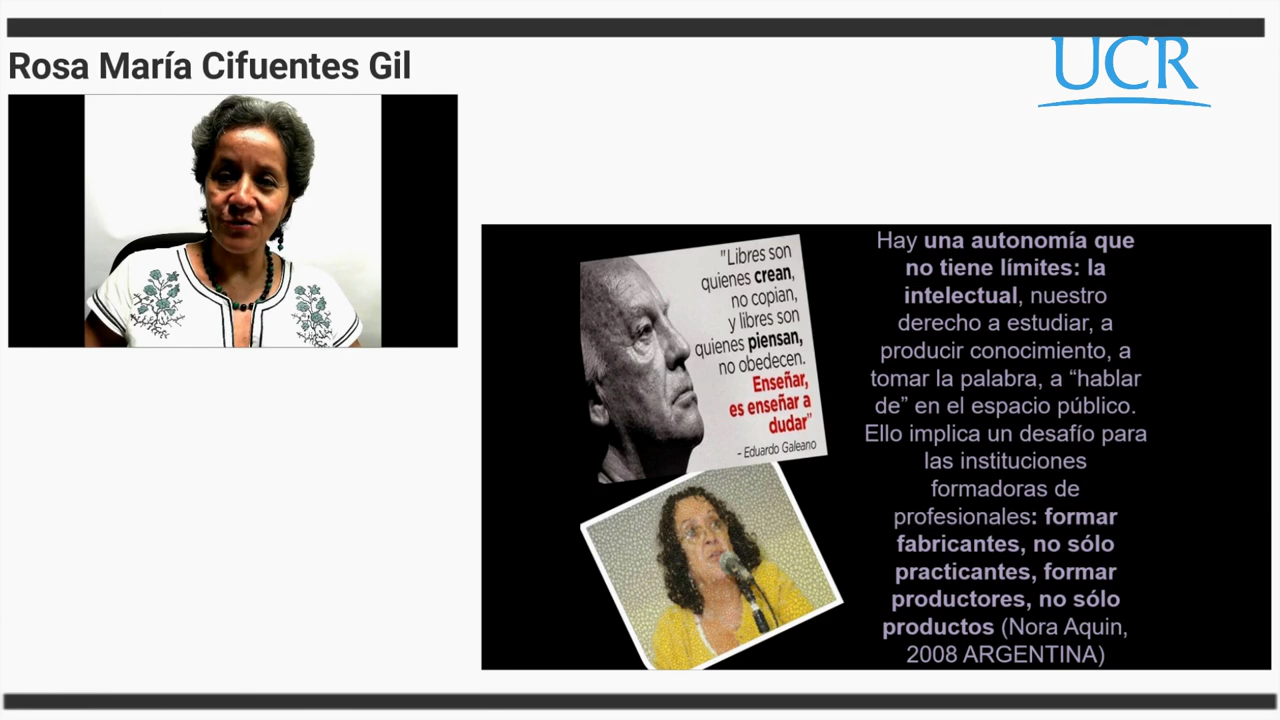 Rosa María Cifuentes Gil
UCR
"Libres son
quienes crean,
no copian,
y libres son
quienes piensan,
no obedecen.
Enseñar,
es enseñar a
dudar"
- Eduardo Galeano
Hay una autonomía que
no tiene límites: la
intelectual, nuestro
derecho a estudiar, a
producir conocimiento, a
tomar la palabra, a “hablar
de” en el espacio público.
Ello implica un desafío para
las instituciones
formadoras de
profesionales: formar
fabricantes, no sólo
practicantes, formar
productores, no sólo
productos (Nora Aquin,
2008 ARGENTINA)